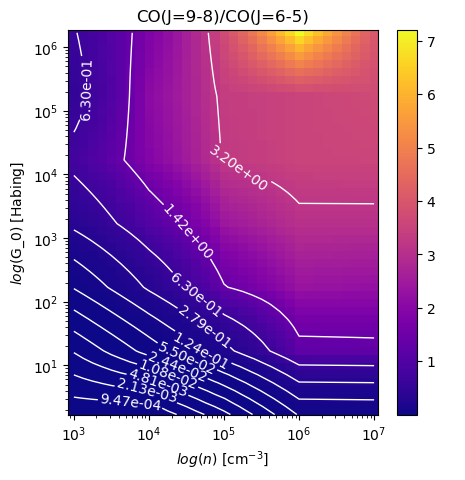 CO(J=9-8)/CO(J=6-5)
log(G_0) [Habing]
10⁶
10⁵
10⁴
10³
10²
10¹
6.30e-01
3.20e+00
1.42e+00
6.30e-01
2.79e-01
1.24e-01
5.50e-02
2.44e-02
1.08e-02
4.81e-03
2.13e-03
9.47e-04
10³ 10⁴ 10⁵ 10⁶ 10⁷
log(n) [cm⁻³]
7
6
5
4
3
2
1